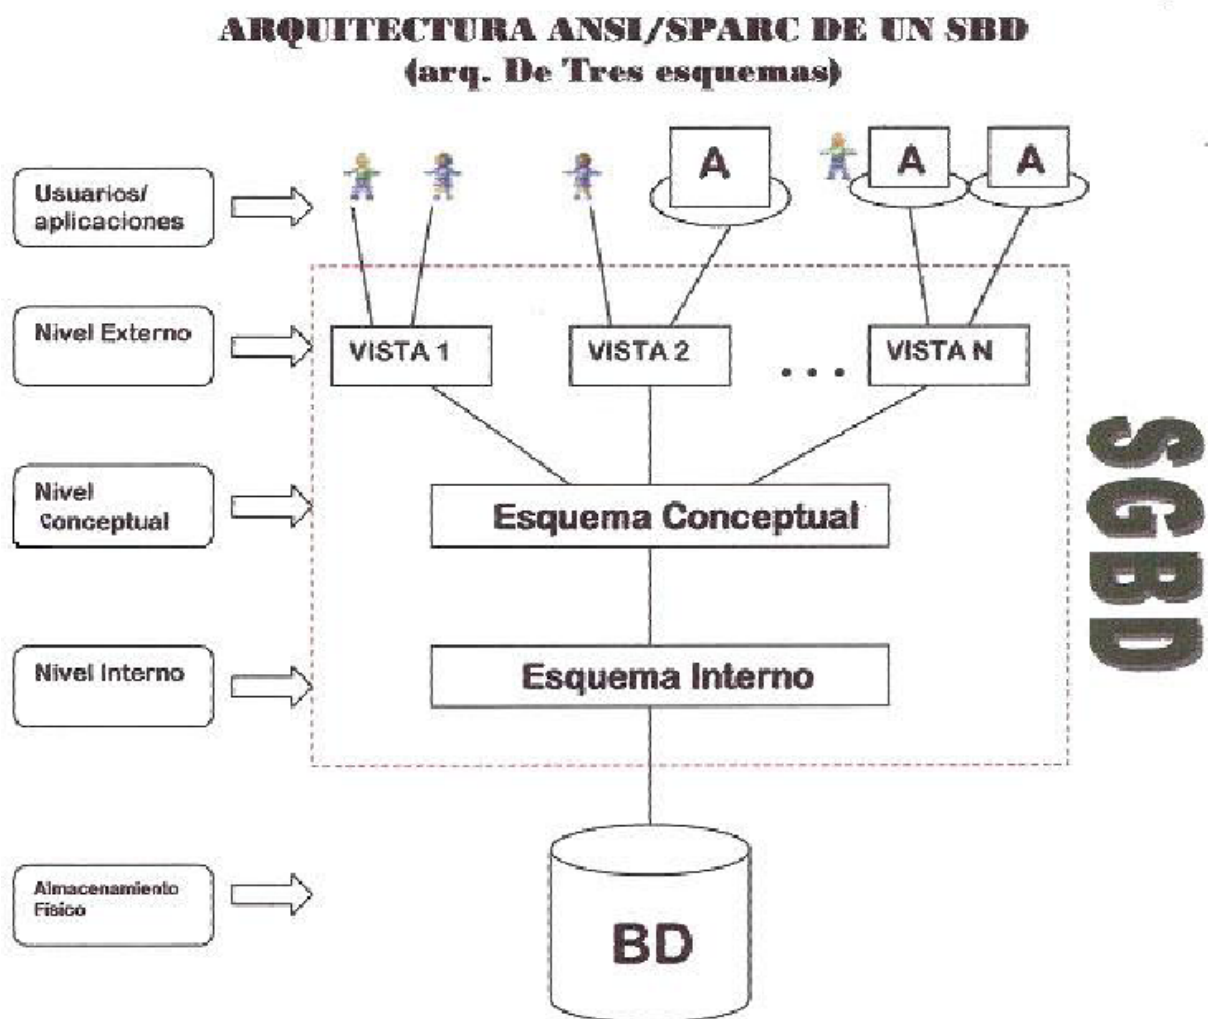 ARQUITECTURA ANSI/SPARC DE UN SBD
(arq. De Tres esquemas)
Usuarios/
aplicaciones
A
A
A
Nivel Externo
VISTA 1
VISTA 2
...
VISTA N
Nivel
Conceptual
Esquema Conceptual
SGBD
Nivel Interno
Esquema Interno
Almacenamiento
Físico
BD